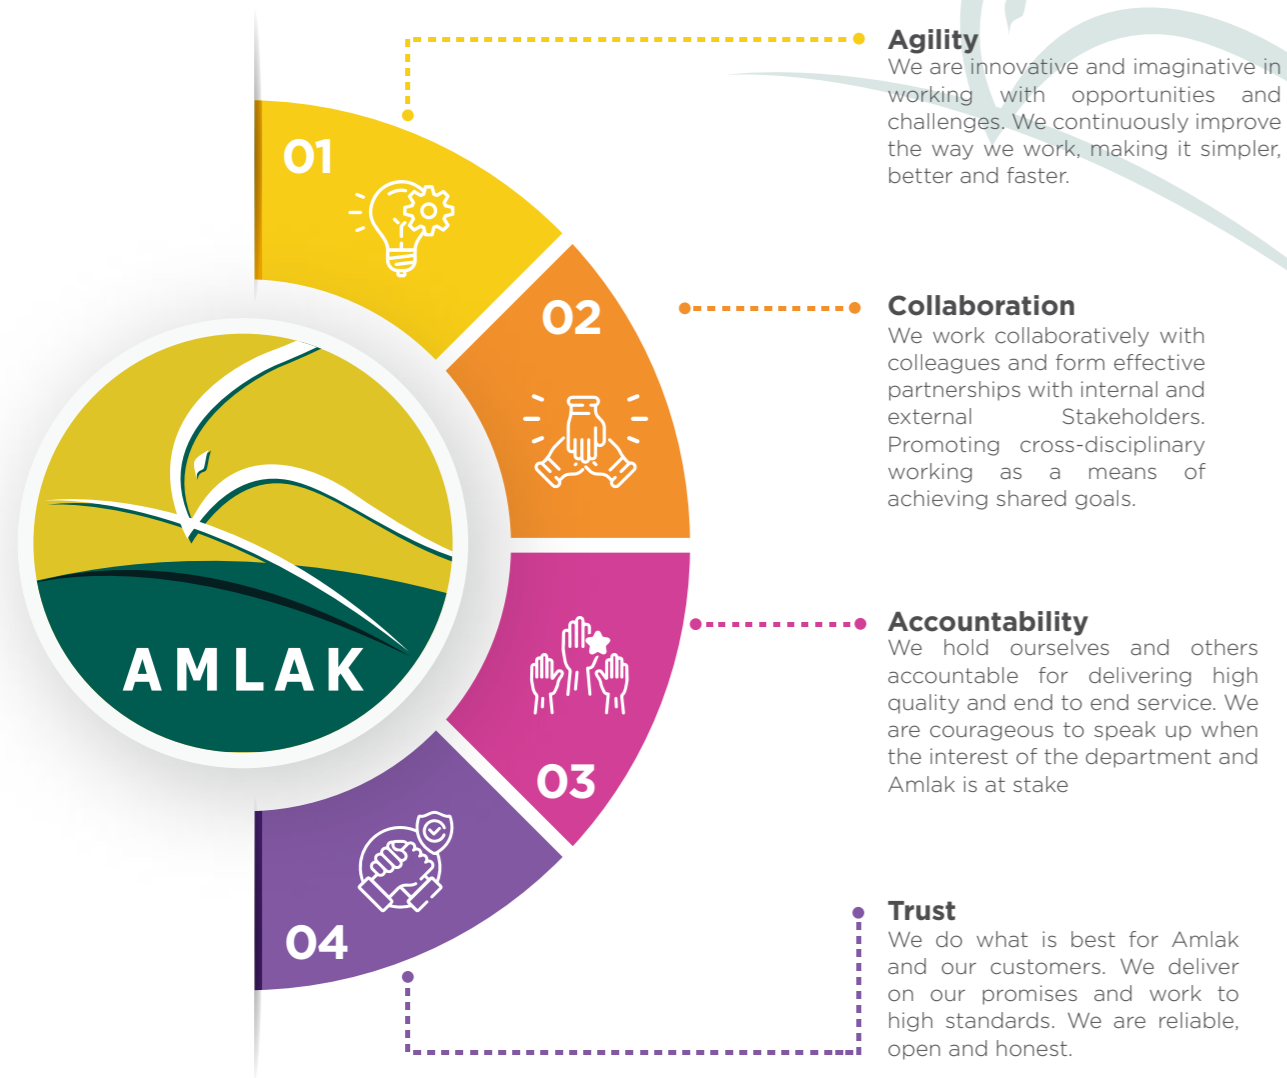 Agility
We are innovative and imaginative in
working with opportunities and
challenges. We continuously improve
the way we work, making it simpler,
better and faster.
01
02
Collaboration
We work collaboratively with
colleagues and form effective
partnerships with internal and
external Stakeholders.
Promoting cross-disciplinary
working as a means of
achieving shared goals.
AMLAK
Accountability
We hold ourselves and others
accountable for delivering high
quality and end to end service. We
are courageous to speak up when
the interest of the department and
Amlak is at stake
03
04
Trust
We do what is best for Amlak
and our customers. We deliver
on our promises and work to
high standards. We are reliable,
open and honest.